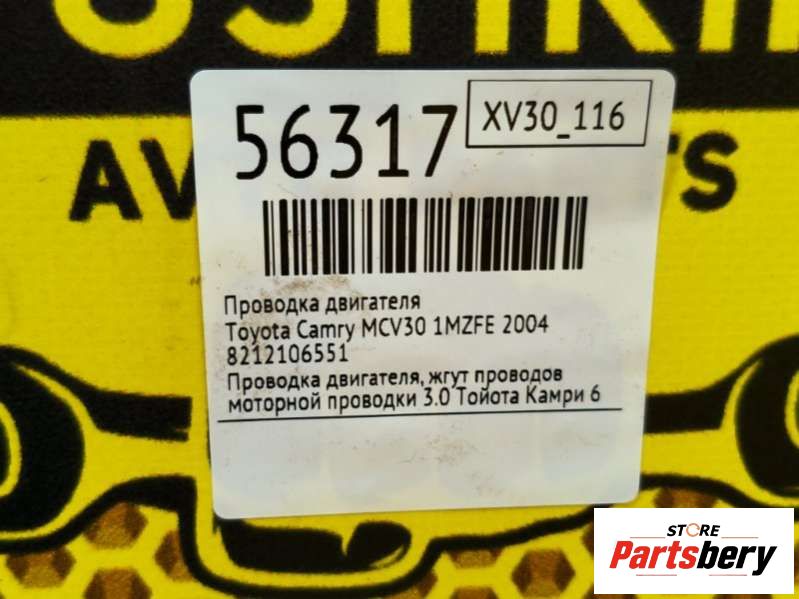 56317
XV30_116
Проводка двигателя
Toyota Camry MCV30 1MZFE 2004
8212106551
Проводка двигателя, жгут проводов
моторной проводки 3.0 Тойота Камри 6
STORE
Partsbery